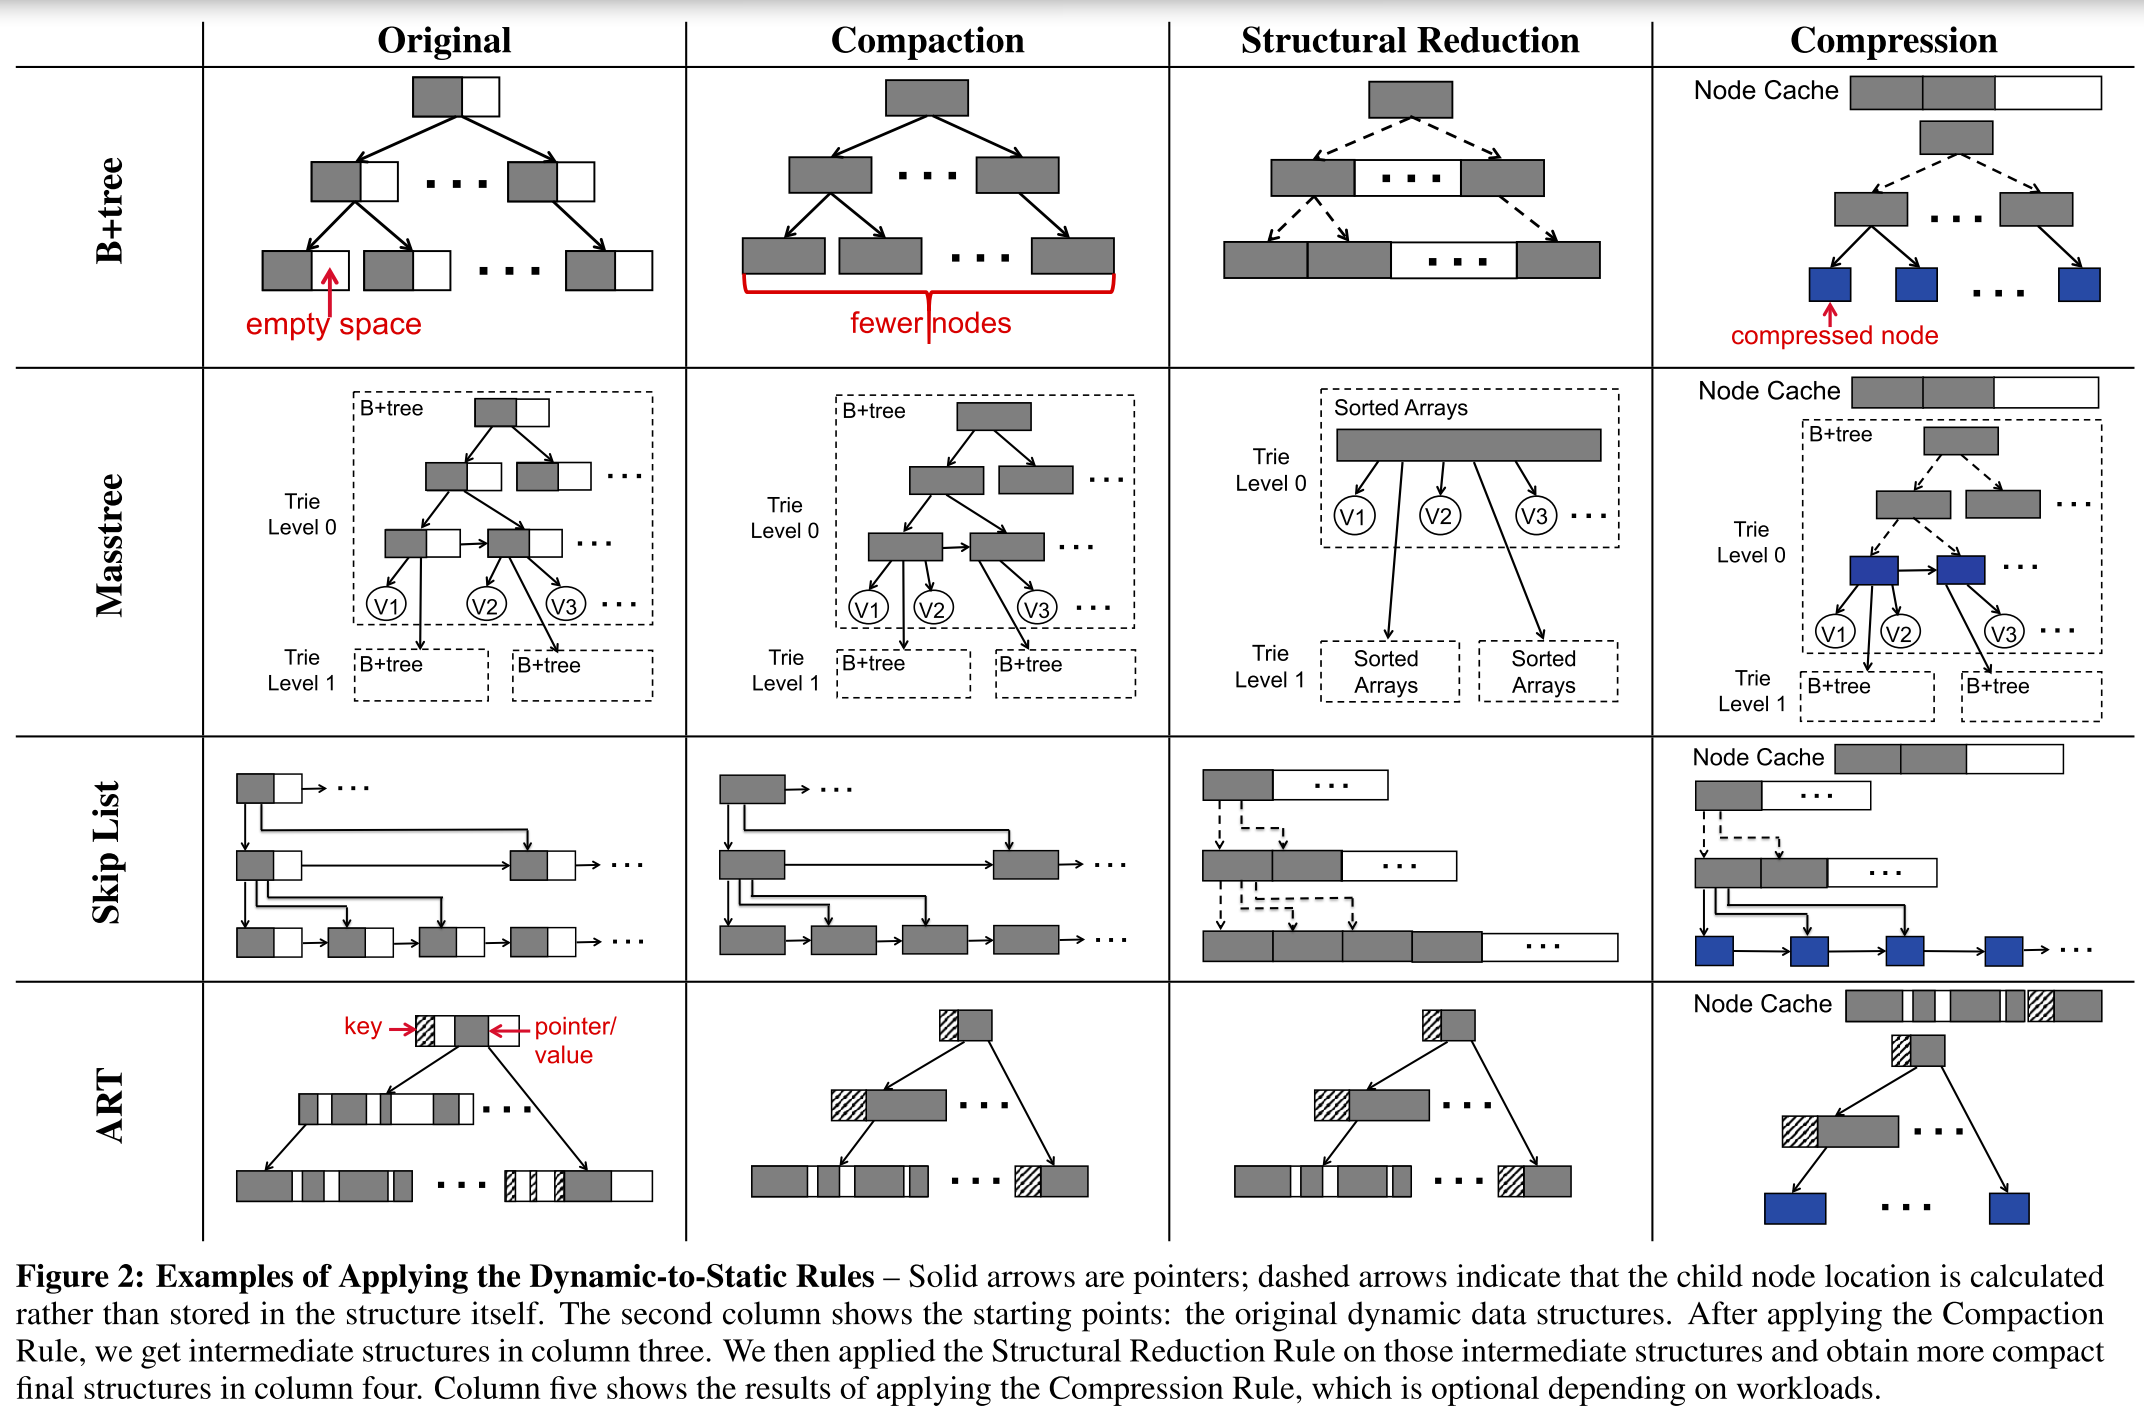 Original
Compaction
Structural Reduction
Compression
B+tree
empty space
fewer nodes
Node Cache
compressed node
Masstree
B+tree
Trie
Level 0
V1
V2
V3
Trie
Level 1
B+tree
B+tree
B+tree
Trie
Level 0
V1
V2
V3
Trie
Level 1
B+tree
B+tree
Sorted Arrays
Trie
Level 0
V1
V2
V3
Trie
Level 1
Sorted
Arrays
Sorted
Arrays
Node Cache
B+tree
Trie
Level 0
V1
V2
V3
Trie
Level 1
B+tree
B+tree
Skip List
Node Cache
ART
key
pointer/
value
Node Cache
Figure 2: Examples of Applying the Dynamic-to-Static Rules – Solid arrows are pointers; dashed arrows indicate that the child node location is calculated
rather than stored in the structure itself. The second column shows the starting points: the original dynamic data structures. After applying the Compaction
Rule, we get intermediate structures in column three. We then applied the Structural Reduction Rule on those intermediate structures and obtain more compact
final structures in column four. Column five shows the results of applying the Compression Rule, which is optional depending on workloads.